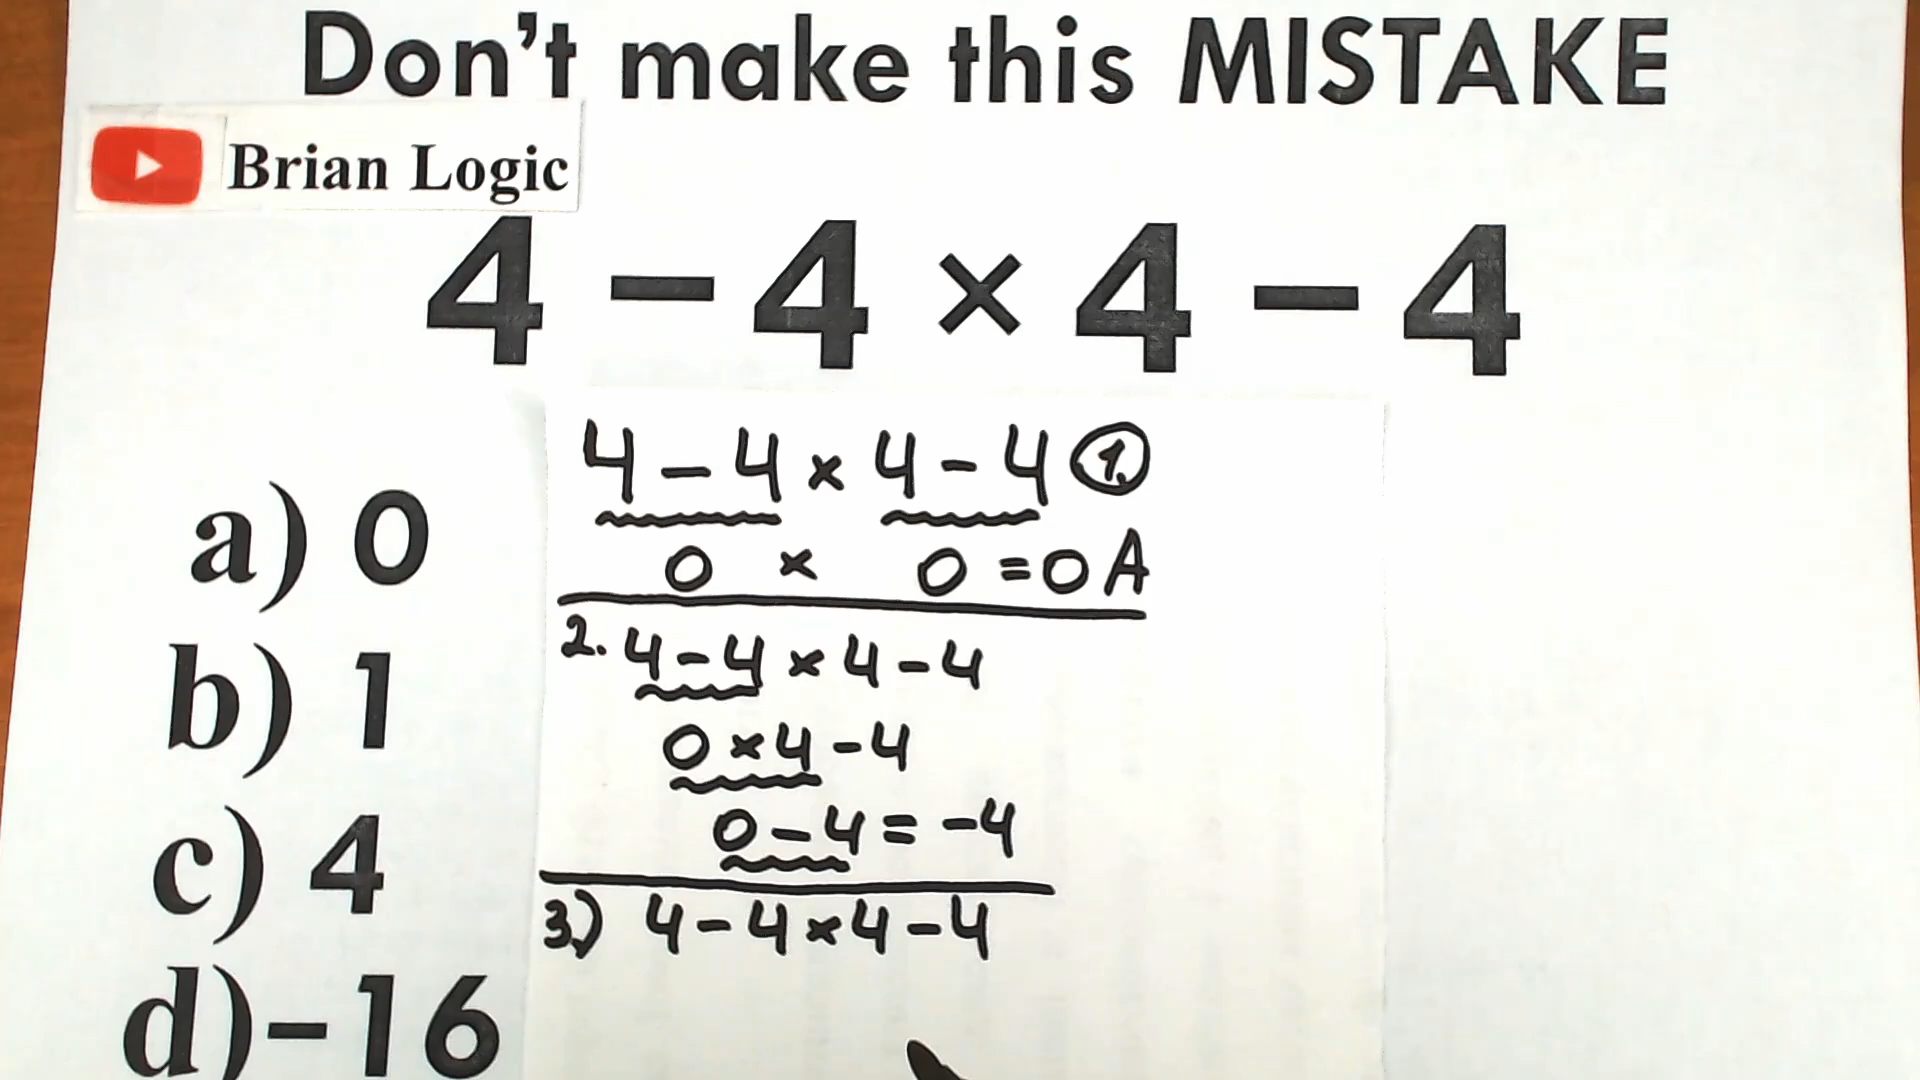 Don't make this MISTAKE
Brian Logic
4 – 4 × 4 – 4
a) 0
b) 1
c) 4
d) –16
4 – 4 × 4 – 4 1.
0 × 0 = 0 A
2. 4 – 4 × 4 – 4
0 × 4 – 4
0 – 4 = –4
3.) 4 – 4 × 4 – 4